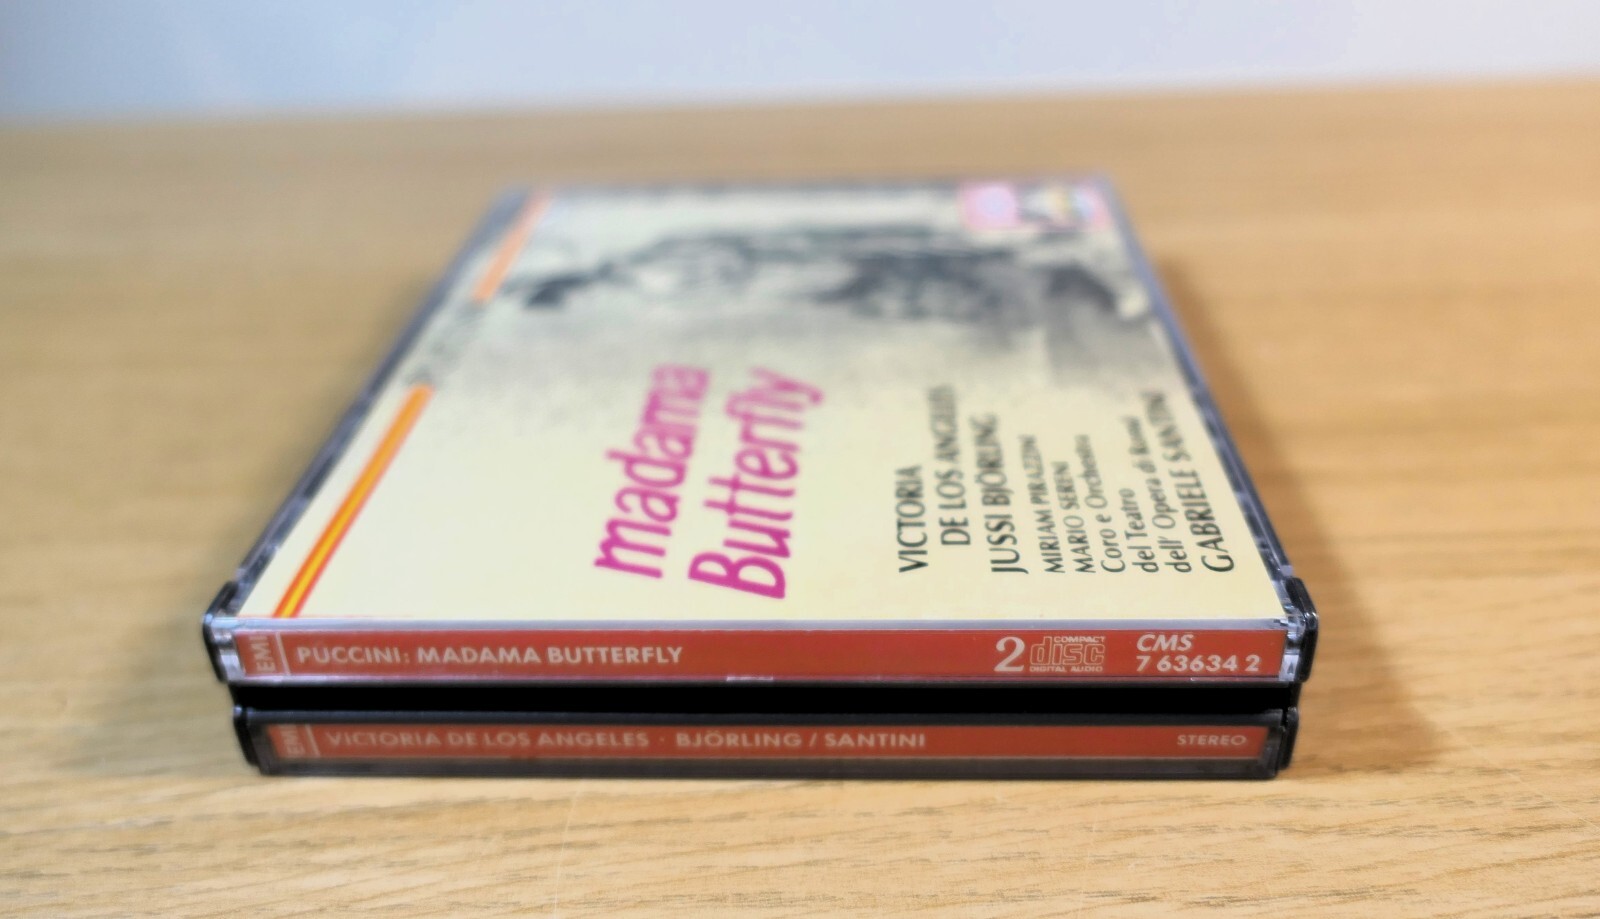 madama
Butterfly
VICTORIA
DE LOS ANGELES
JUSSI BJÖRLING
MIRIAM PIRAZZINI
MARIO SERENI
Coro e Orchestra
del Teatro
dell' Opera di Roma
GABRIELE SANTINI
EMI PUCCINI: MADAMA BUTTERFLY 2 COMPACT disc DIGITAL AUDIO CMS 7 63634 2
EMI VICTORIA DE LOS ANGELES · BJÖRLING / SANTINI STEREO